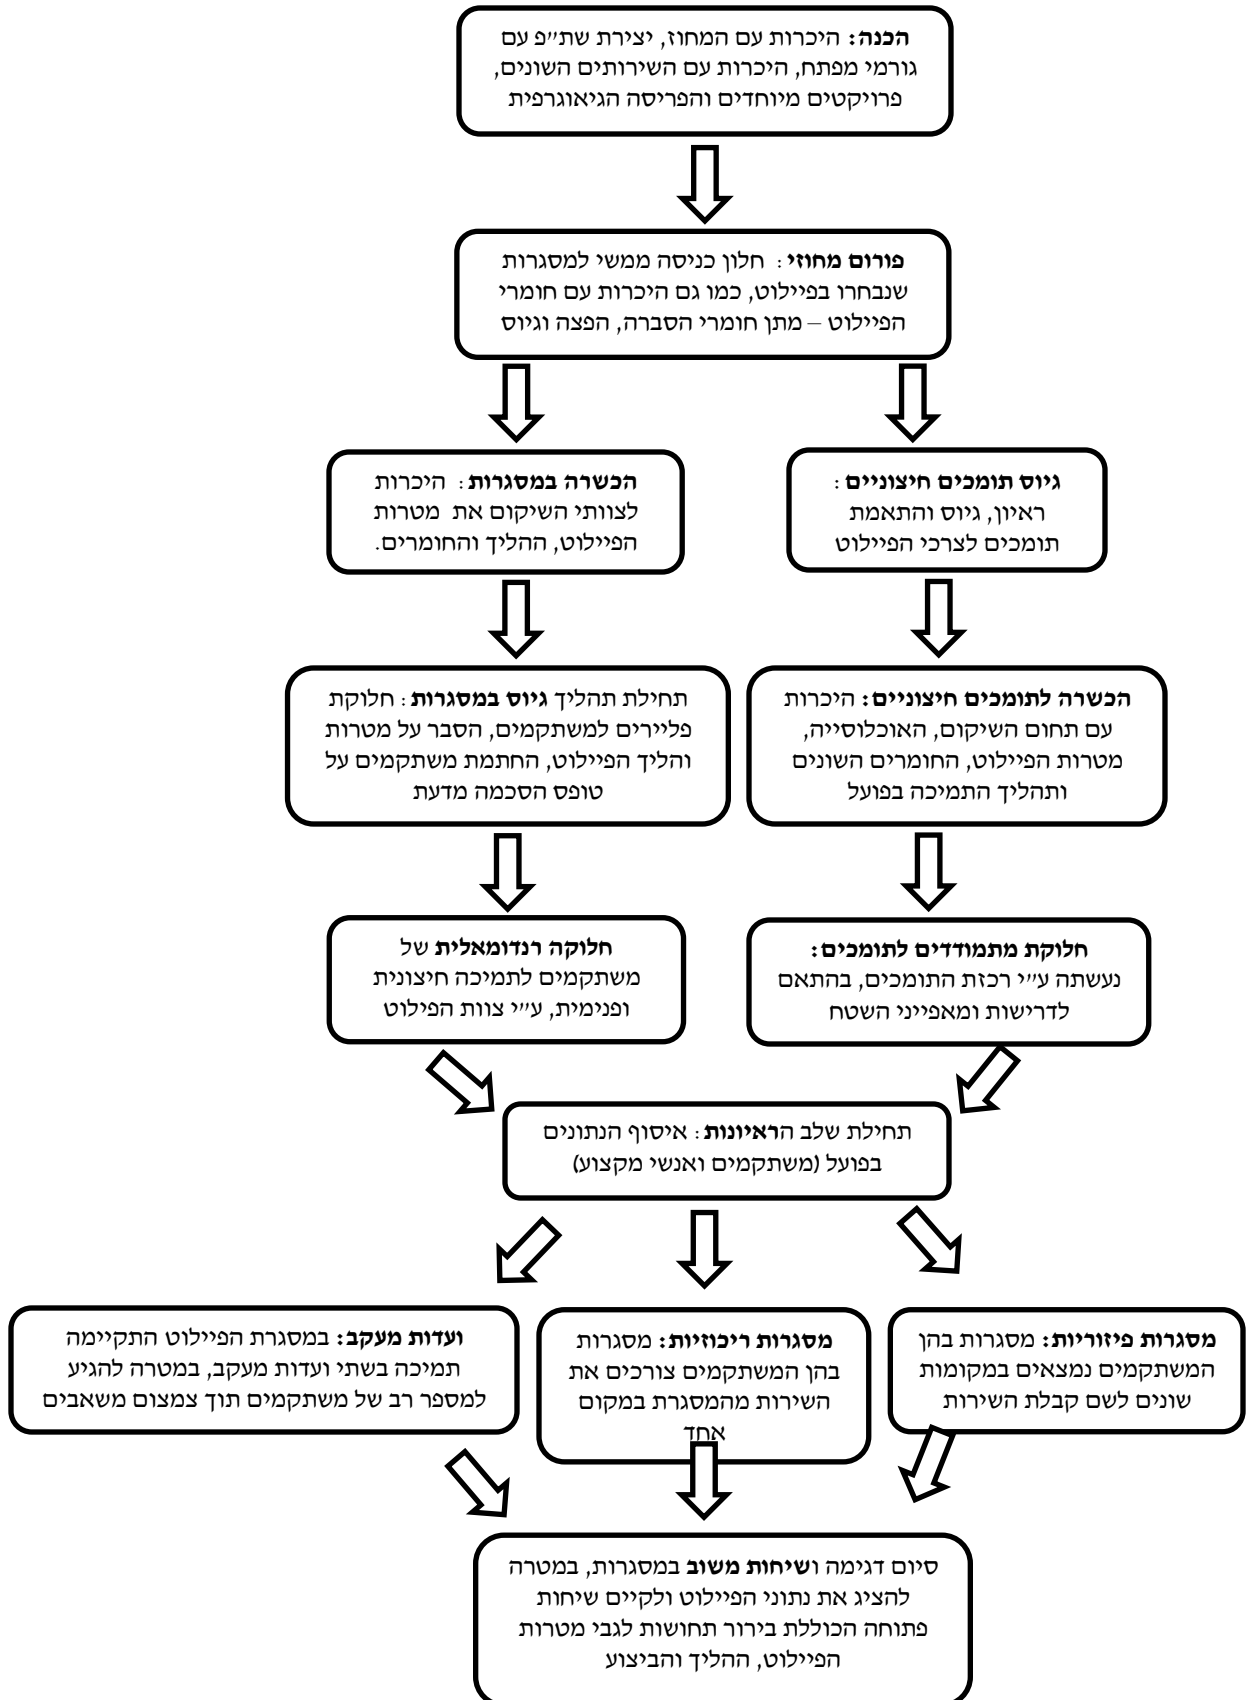 הכנה: היכרות עם המחוז, יצירת שת״פ עם
גורמי מפתח, היכרות עם השירותים השונים,
פרויקטים מיוחדים והפריסה הגיאוגרפית
פורום מחוזי: חלון כניסה ממשי למסגרות
שנבחרו בפיילוט, כמו גם היכרות עם חומרי
הפיילוט – מתן חומרי הסברה, הפצה וגיוס
גיוס תומכים חיצוניים:
ראיון, גיוס והתאמת
תומכים לצרכי הפיילוט
הכשרה במסגרות: היכרות
לצוותי השיקום את מטרות
הפיילוט, ההליך והחומרים.
הכשרה לתומכים חיצוניים: היכרות
עם תחום השיקום, האוכלוסייה,
מטרות הפיילוט, החומרים השונים
ותהליך התמיכה בפועל
תחילת תהליך גיוס במסגרות: חלוקת
פליירים למשתקמים, הסבר על מטרות
והליך הפיילוט, החתמת משתקמים על
טופס הסכמה מדעת
חלוקת מתמודדים לתומכים:
נעשתה ע״י רכזת התומכים, בהתאם
לדרישות ומאפייני השטח
חלוקה רנדומאלית של
משתקמים לתמיכה חיצונית
ופנימית, ע״י צוות הפילוט
תחילת שלב הראיונות: איסוף הנתונים
בפועל (משתקמים ואנשי מקצוע)
מסגרות פיזוריות: מסגרות בהן
המשתקמים נמצאים במקומות
שונים לשם קבלת השירות
מסגרות ריכוזיות: מסגרות
בהן המשתקמים צורכים את
השירות מהמסגרת במקום
אחד
ועדות מעקב: במסגרת הפיילוט התקיימה
תמיכה בשתי ועדות מעקב, במטרה להגיע
למספר רב של משתקמים תוך צמצום משאבים
סיום דגימה ושיחות משוב במסגרות, במטרה
להציג את נתוני הפיילוט ולקיים שיחות
פתוחה הכוללת בירור תחושות לגבי מטרות
הפיילוט, ההליך והביצוע